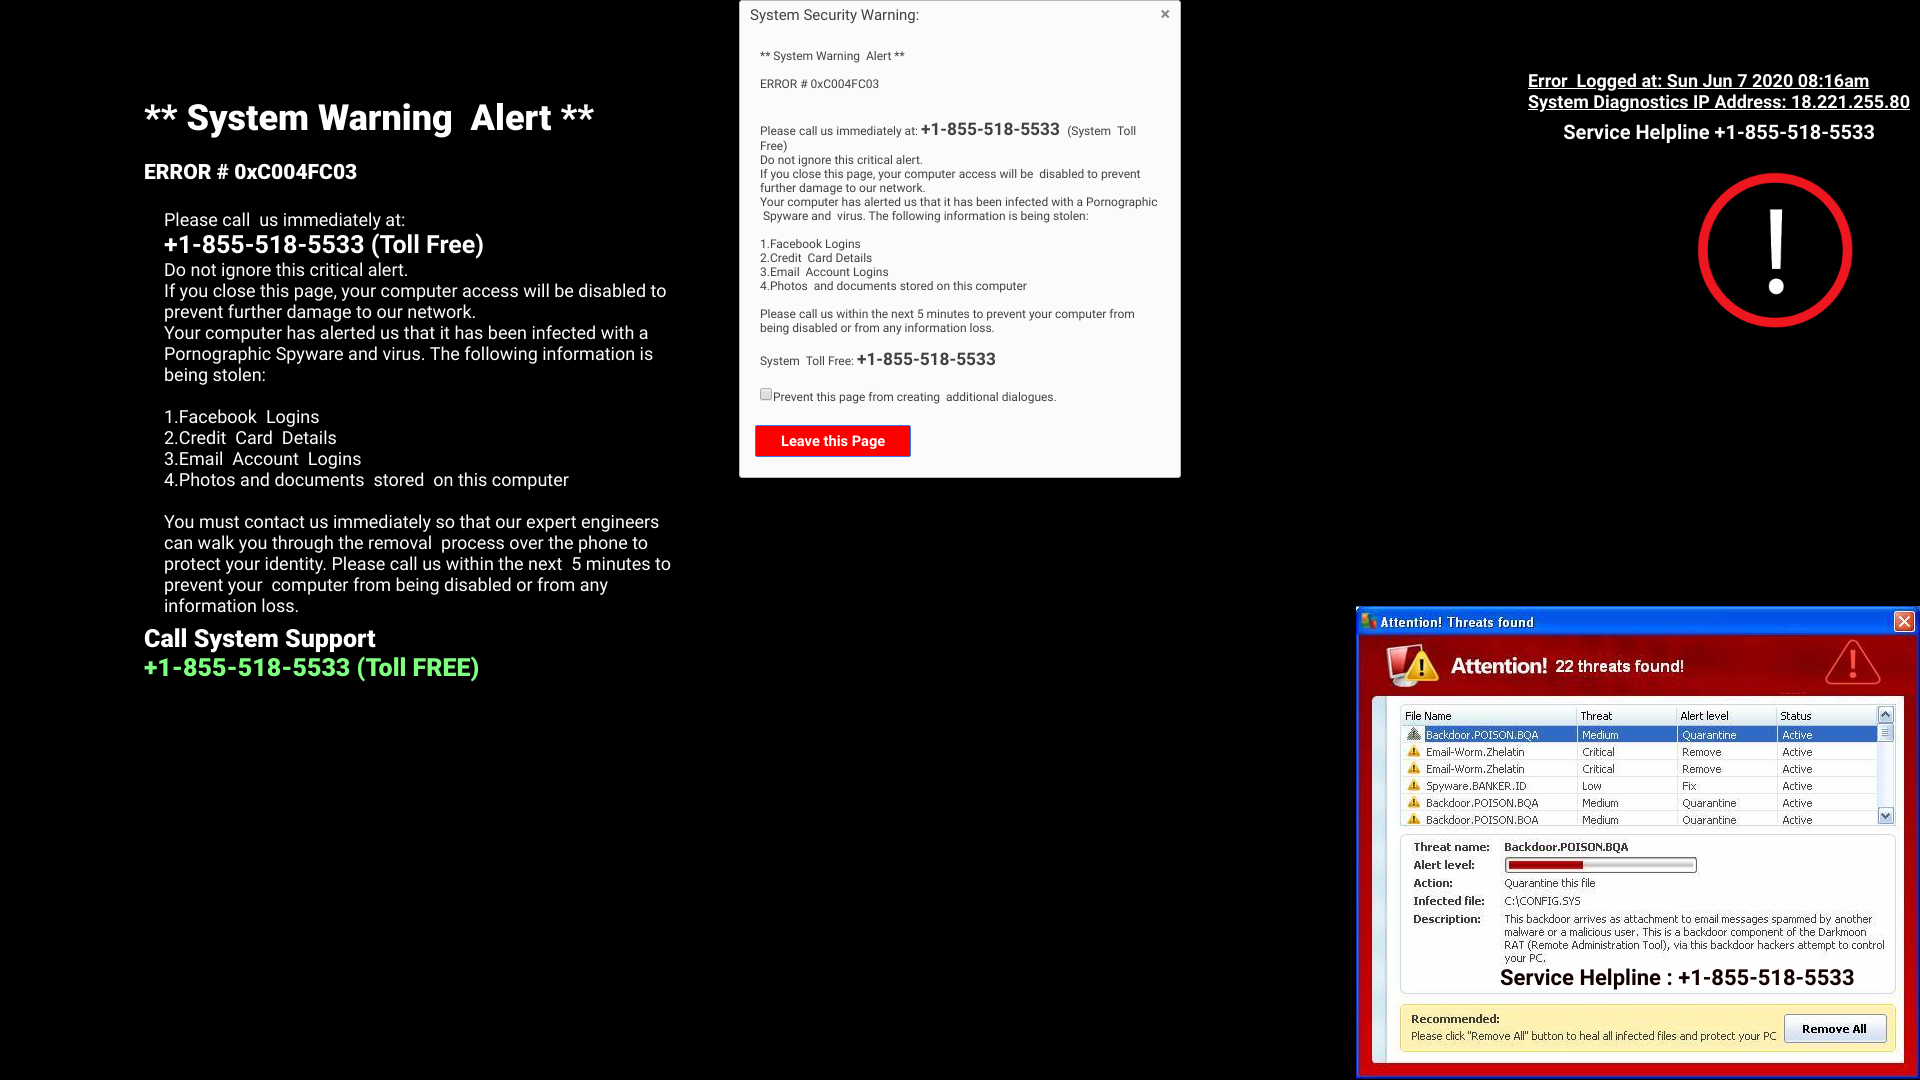 ** System Warning  Alert **
ERROR # 0xC004FC03
Please call  us immediately at:
+1-855-518-5533 (Toll Free)
Do not ignore this critical alert.
If you close this page, your computer access will be disabled to
prevent further damage to our network.
Your computer has alerted us that it has been infected with a
Pornographic Spyware and virus. The following information is
being stolen:
1.Facebook  Logins
2.Credit  Card  Details
3.Email  Account  Logins
4.Photos and documents  stored  on this computer
You must contact us immediately so that our expert engineers
can walk you through the removal  process over the phone to
protect your identity. Please call us within the next  5 minutes to
prevent your  computer from being disabled or from any
information loss.
Call System Support
+1-855-518-5533 (Toll FREE)
System Security Warning:
×
** System Warning  Alert **
ERROR # 0xC004FC03
Please call us immediately at: +1-855-518-5533  (System  Toll
Free)
Do not ignore this critical alert.
If you close this page, your computer access will be  disabled to prevent
further damage to our network.
Your computer has alerted us that it has been infected with a Pornographic
Spyware and  virus. The following information is being stolen:
1.Facebook Logins
2.Credit  Card Details
3.Email  Account Logins
4.Photos  and documents stored on this computer
Please call us within the next 5 minutes to prevent your computer from
being disabled or from any information loss.
System  Toll Free: +1-855-518-5533
Prevent this page from creating  additional dialogues.
Leave this Page
Error  Logged at: Sun Jun 7 2020 08:16am
System Diagnostics IP Address: 18.221.255.80
Service Helpline +1-855-518-5533
!
Attention! Threats found
Attention! 22 threats found!
File Name Threat Alert level Status
Backdoor.POISON.BQA Medium Quarantine Active
Email-Worm.Zhelatin Critical Remove Active
Email-Worm.Zhelatin Critical Remove Active
Spyware.BANKER.ID Low Fix Active
Backdoor.POISON.BQA Medium Quarantine Active
Backdoor.POISON.BOA Medium Quarantine Active
Threat name: Backdoor.POISON.BQA
Alert level:
Action: Quarantine this file
Infected file: C:\CONFIG.SYS
Description: This backdoor arrives as attachment to email messages spammed by another
malware or a malicious user. This is a backdoor component of the Darkmoon
RAT (Remote Administration Tool), via this backdoor hackers attempt to control
your PC.
Service Helpline : +1-855-518-5533
Recommended:
Please click "Remove All" button to heal all infected files and protect your PC
Remove All